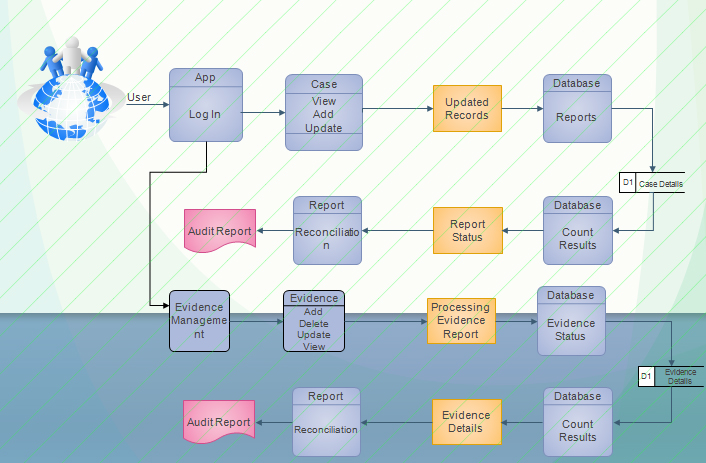 User
App
Log In
Case
View
Add
Update
Updated
Records
Database
Reports
D1
Case Details
Audit Report
Report
Reconciliatio
n
Report
Status
Database
Count
Results
Evidence
Manageme
nt
Evidence
Add
Delete
Update
View
Processing
Evidence
Report
Database
Evidence
Status
D1
Evidence
Details
Audit Report
Report
Reconciliation
Evidence
Details
Database
Count
Results